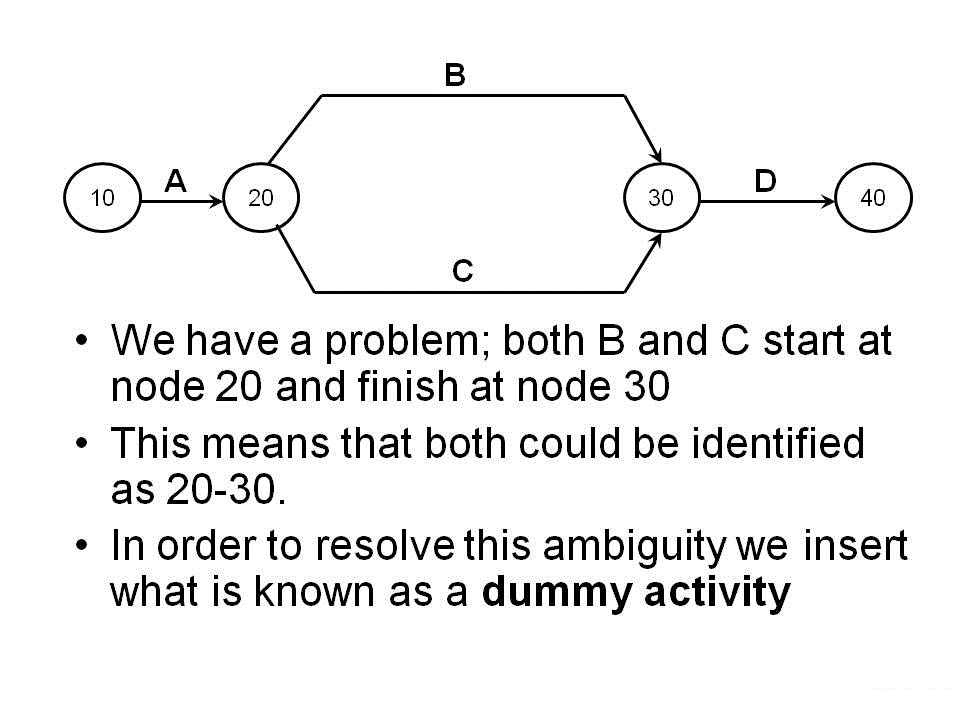 B
A
D
10
20
30
40
C
• We have a problem; both B and C start at
node 20 and finish at node 30
• This means that both could be identified
as 20-30.
• In order to resolve this ambiguity we insert
what is known as a dummy activity